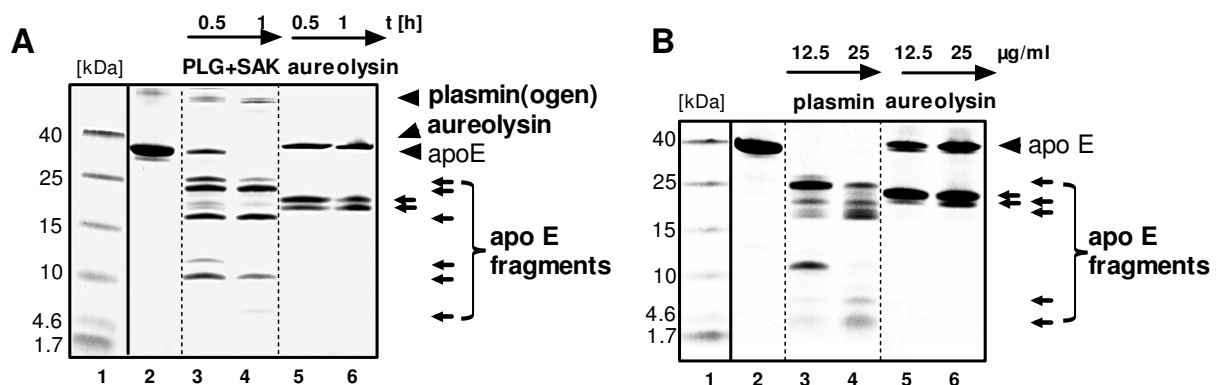 A
0.5 1 0.5 1 t [h]
[kDa] PLG+SAK aureolysin
plasmin(ogen)
aureolysin
apoE
40
25
15
10
4.6
1.7
apo E
fragments
1 2 3 4 5 6
B
12.5 25 12.5 25 µg/ml
[kDa] plasmin aureolysin
40
25
15
10
4.6
1.7
apo E
apo E
fragments
1 2 3 4 5 6